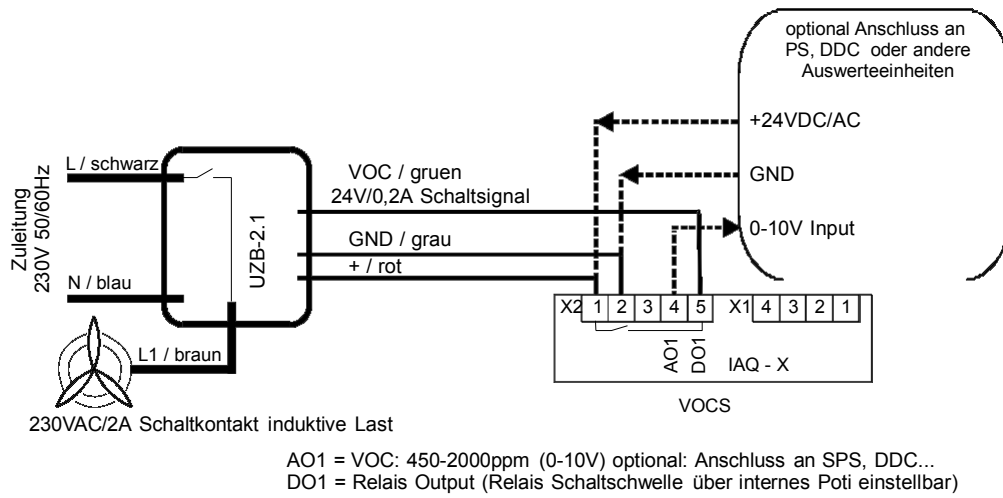 optional Anschluss an
PS, DDC oder andere
Auswerteeinheiten
+24VDC/AC
GND
0-10V Input
Zuleitung
230V 50/60Hz
L / schwarz
N / blau
UZB-2.1
L1 / braun
VOC / gruen
24V/0,2A Schaltsignal
GND / grau
+ / rot
X2 1 2 3 4 5 X1 4 3 2 1
AO1
DO1
IAQ - X
VOCS
230VAC/2A Schaltkontakt induktive Last
AO1 = VOC: 450-2000ppm (0-10V) optional: Anschluss an SPS, DDC...
DO1 = Relais Output (Relais Schaltschwelle über internes Poti einstellbar)